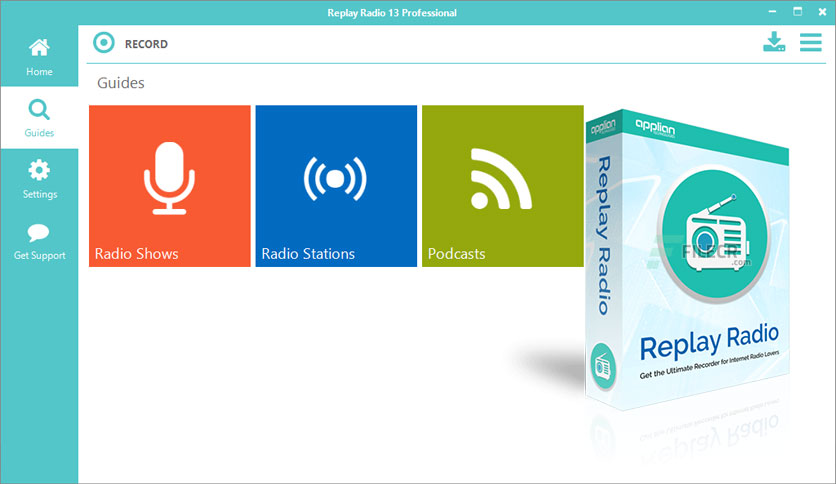 Replay Radio 13 Professional
Home
Guides
Settings
Get Support
RECORD
Guides
Radio Shows
Radio Stations
Podcasts
applian
Replay Radio
applian
FILECR
.com
Replay Radio
Get the Ultimate Recorder for Internet Radio Lovers